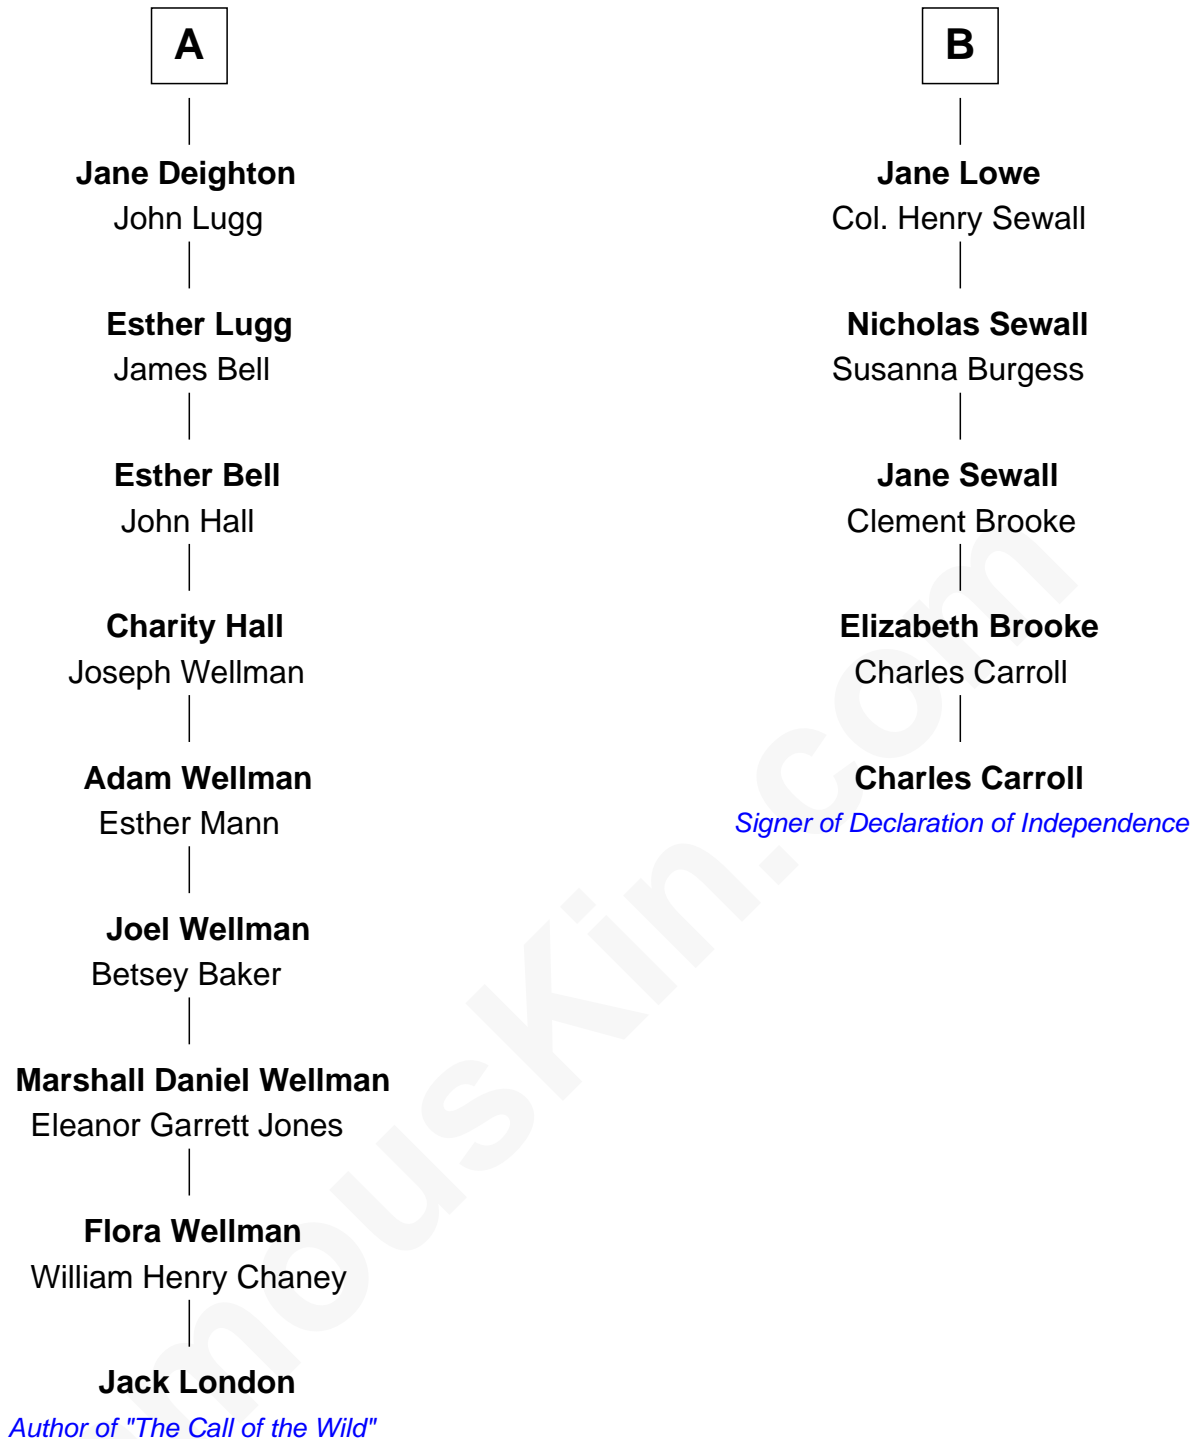 A
Jane Deighton
John Lugg
Esther Lugg
James Bell
Esther Bell
John Hall
Charity Hall
Joseph Wellman
Adam Wellman
Esther Mann
Joel Wellman
Betsey Baker
Marshall Daniel Wellman
Eleanor Garrett Jones
Flora Wellman
William Henry Chaney
Jack London
Author of "The Call of the Wild"
B
Jane Lowe
Col. Henry Sewall
Nicholas Sewall
Susanna Burgess
Jane Sewall
Clement Brooke
Elizabeth Brooke
Charles Carroll
Charles Carroll
Signer of Declaration of Independence
mousKin.com